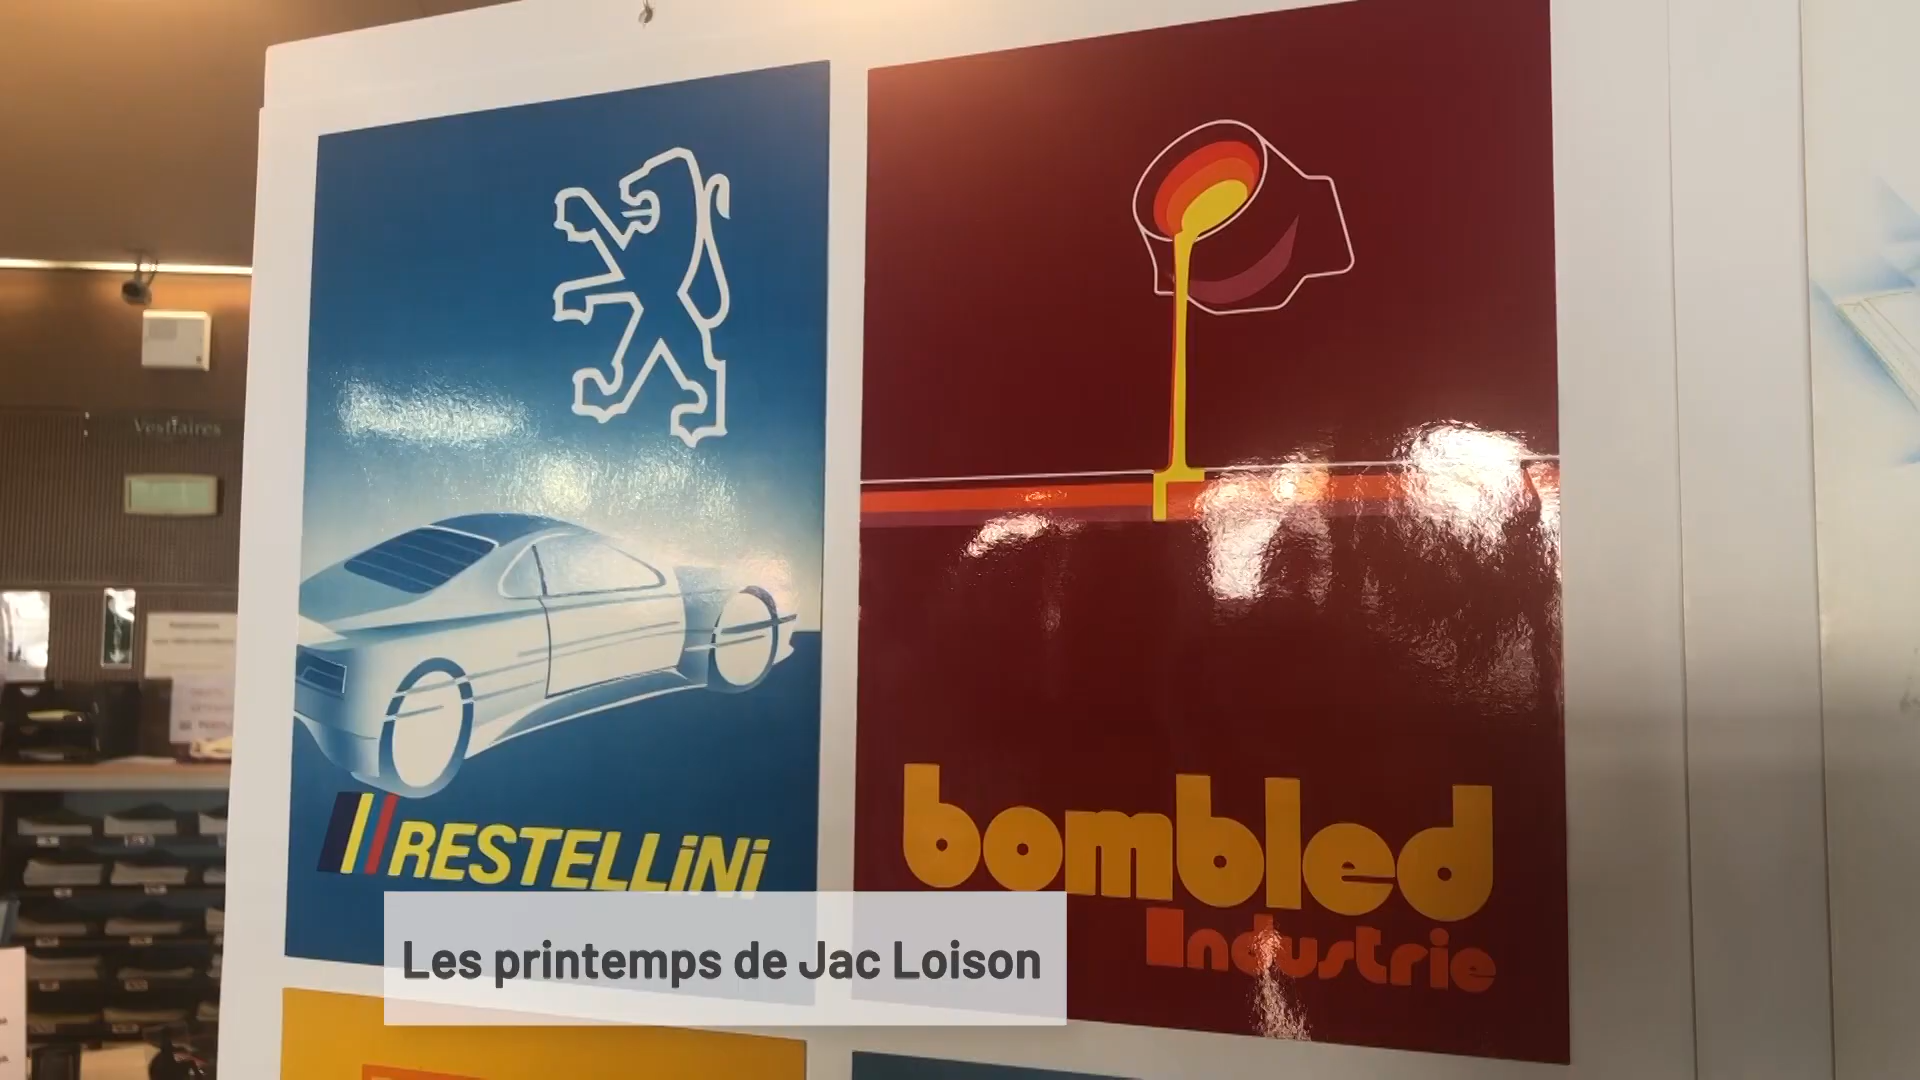 Vestiaires
RESTELLiNi
bombled
Industrie
Les printemps de Jac Loison